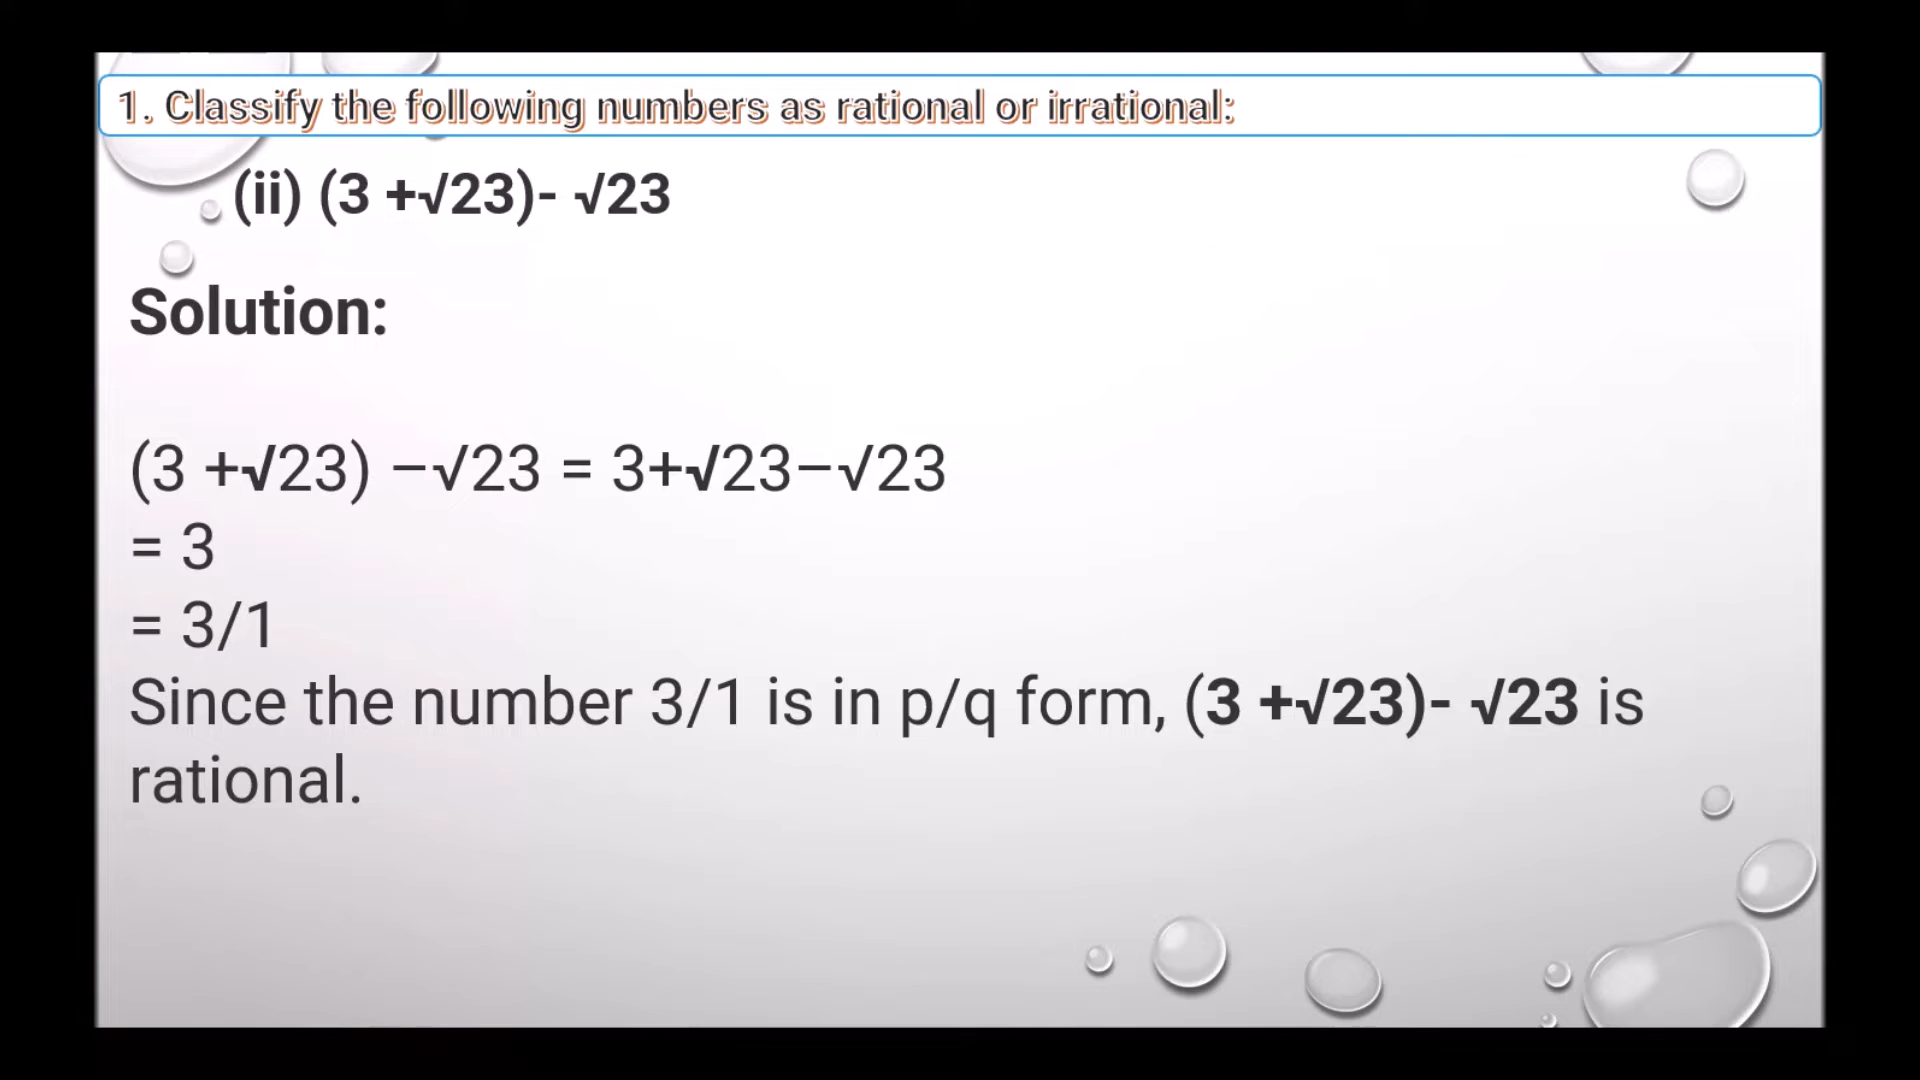 1. Classify the following numbers as rational or irrational:
(ii) (3 +√23)- √23
Solution:
(3 +√23) –√23 = 3+√23–√23
= 3
= 3/1
Since the number 3/1 is in p/q form, (3 +√23)- √23 is
rational.